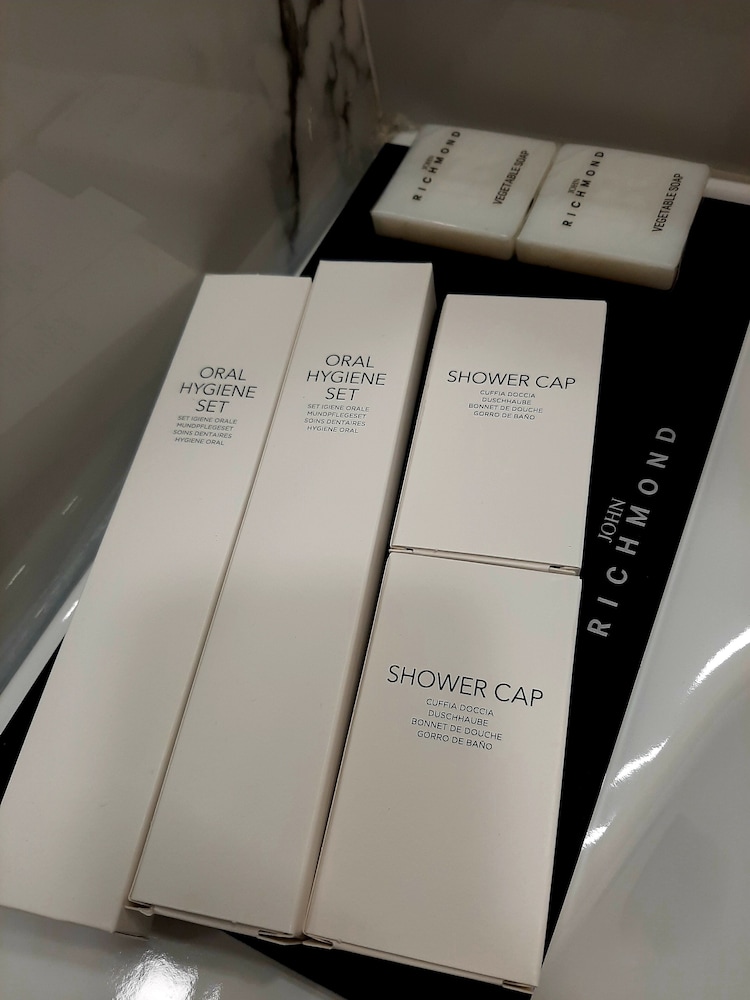 JOHN
RICHMOND
VEGETABLE SOAP
JOHN
RICHMOND
VEGETABLE SOAP
ORAL
HYGIENE
SET
SET IGIENE ORALE
MUNDPFLEGESET
SOINS DENTAIRES
HYGIENE ORAL
ORAL
HYGIENE
SET
SET IGIENE ORALE
MUNDPFLEGESET
SOINS DENTAIRES
HYGIENE ORAL
SHOWER CAP
CUFFIA DOCCIA
DUSCHHAUBE
BONNET DE DOUCHE
GORRO DE BAÑO
SHOWER CAP
CUFFIA DOCCIA
DUSCHHAUBE
BONNET DE DOUCHE
GORRO DE BAÑO
JOHN
RICHMOND